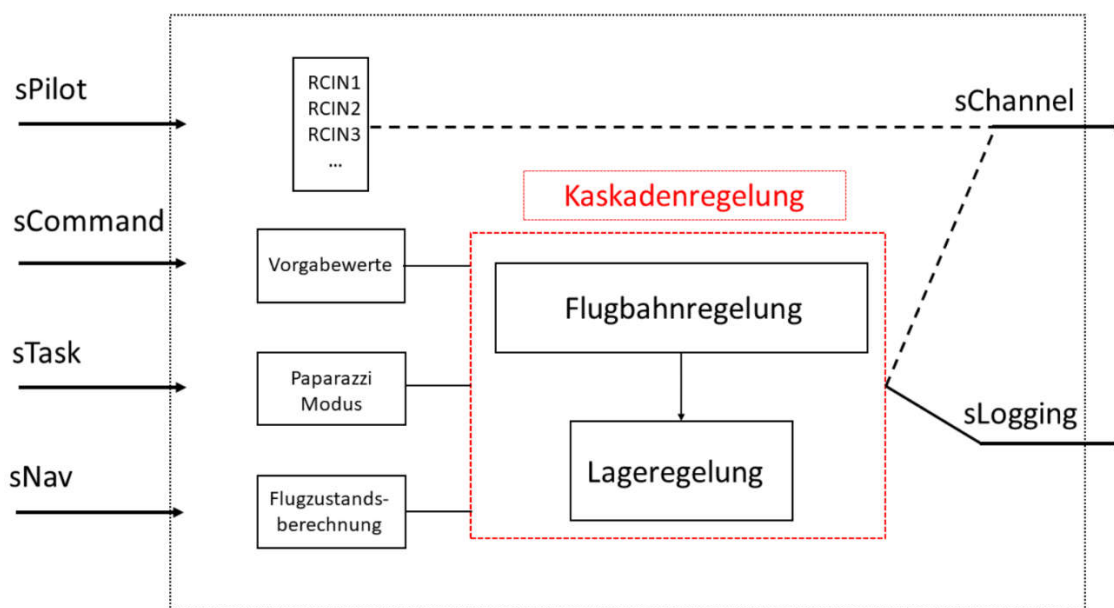 sPilot
RCIN1
RCIN2
RCIN3
...
sChannel
Kaskadenregelung
sCommand
Vorgabewerte
Flugbahnregelung
sTask
Paparazzi
Modus
sLogging
Lageregelung
sNav
Flugzustands-
berechnung